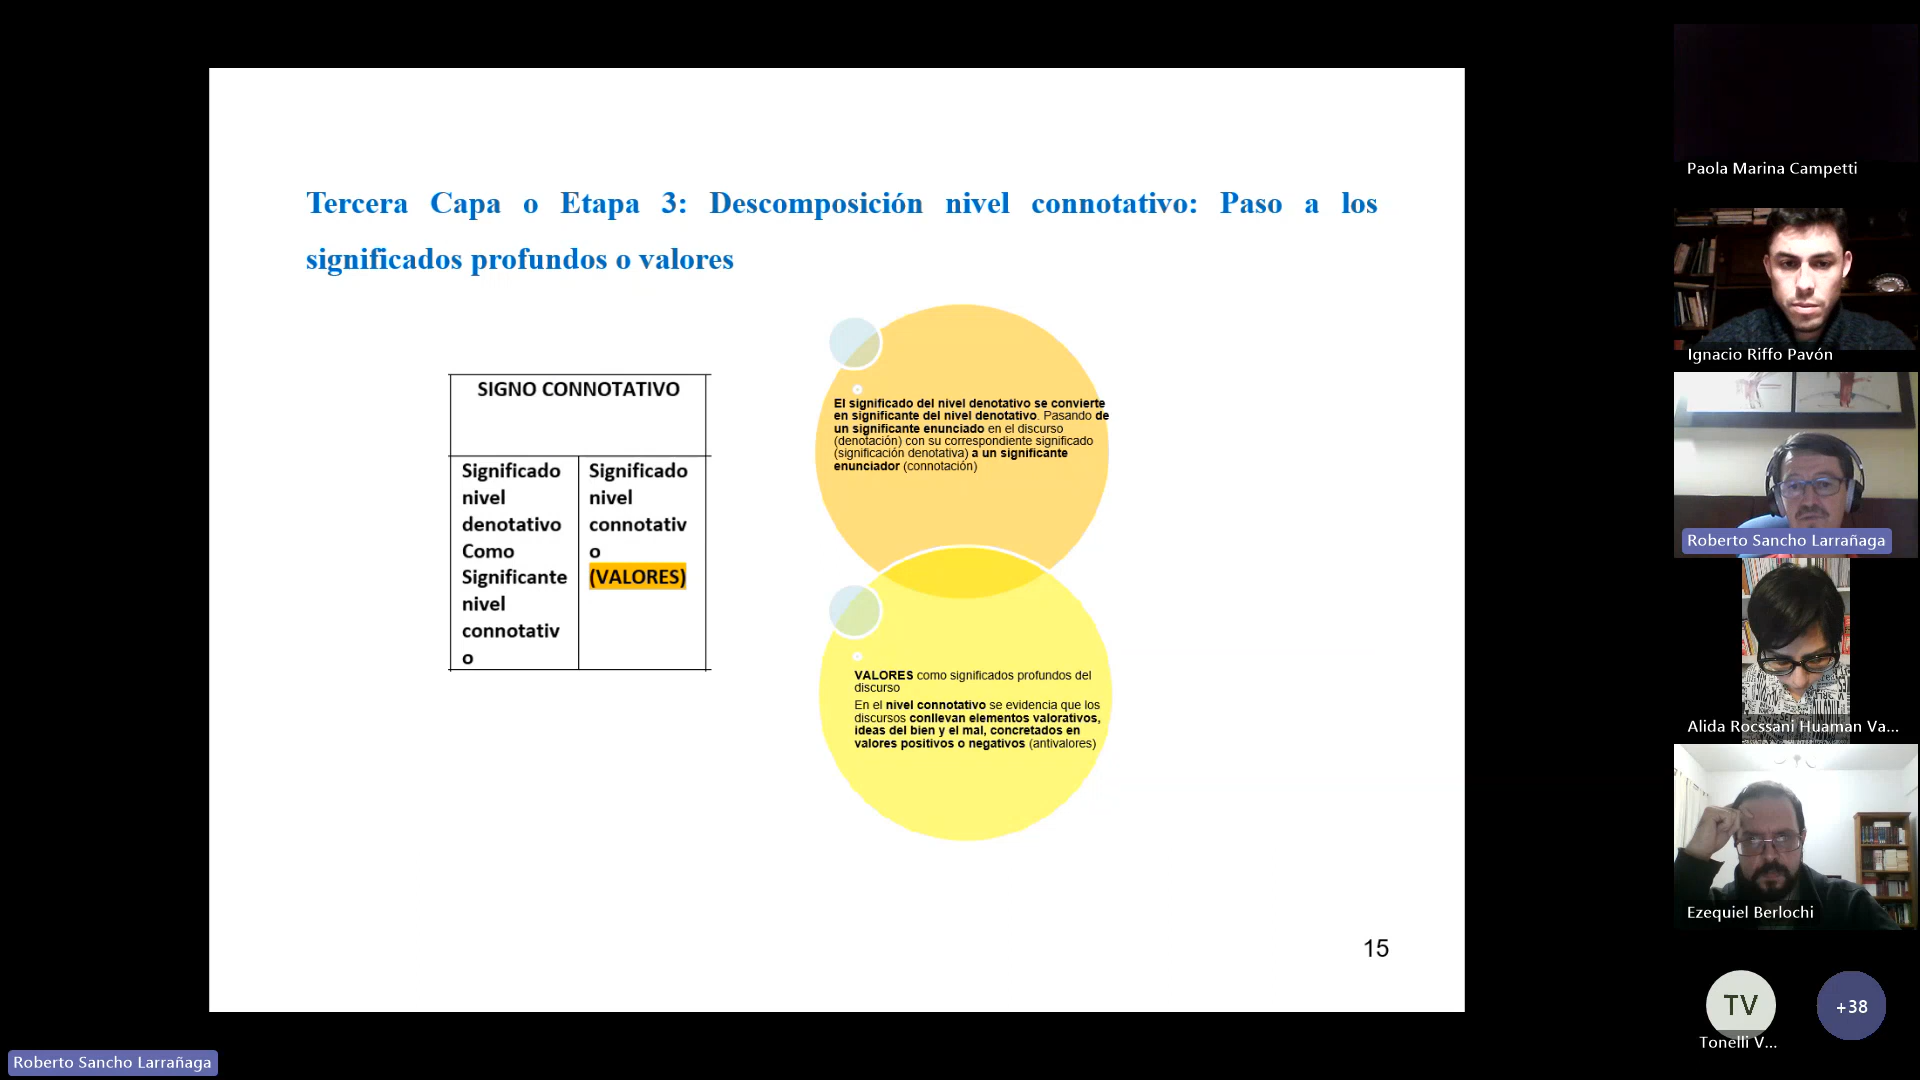 Tercera Capa o Etapa 3: Descomposición nivel connotativo: Paso a los
significados profundos o valores
SIGNO CONNOTATIVO
Significado
nivel
denotativo
Como
Significante
nivel
connotativ
o
Significado
nivel
connotativ
o
(VALORES)
El significado del nivel denotativo se convierte
en significante del nivel denotativo. Pasando de
un significante enunciado en el discurso
(denotación) con su correspondiente significado
(significación denotativa) a un significante
enunciador (connotación)
VALORES como significados profundos del
discurso
En el nivel connotativo se evidencia que los
discursos conllevan elementos valorativos,
ideas del bien y el mal, concretados en
valores positivos o negativos (antivalores)
15
Paola Marina Campetti
Ignacio Riffo Pavón
Roberto Sancho Larrañaga
Alida Rocssani Huaman Va...
Ezequiel Berlochi
TV
+38
Tonelli V...
Roberto Sancho Larrañaga